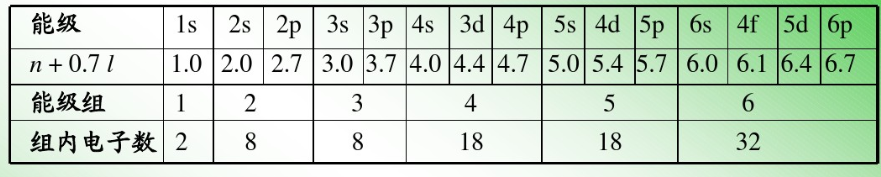 能级 1s 2s 2p 3s 3p 4s 3d 4p 5s 4d 5p 6s 4f 5d 6p
n + 0.7 l 1.0 2.0 2.7 3.0 3.7 4.0 4.4 4.7 5.0 5.4 5.7 6.0 6.1 6.4 6.7
能级组 1 2 3 4 5 6
组内电子数 2 8 8 18 18 32